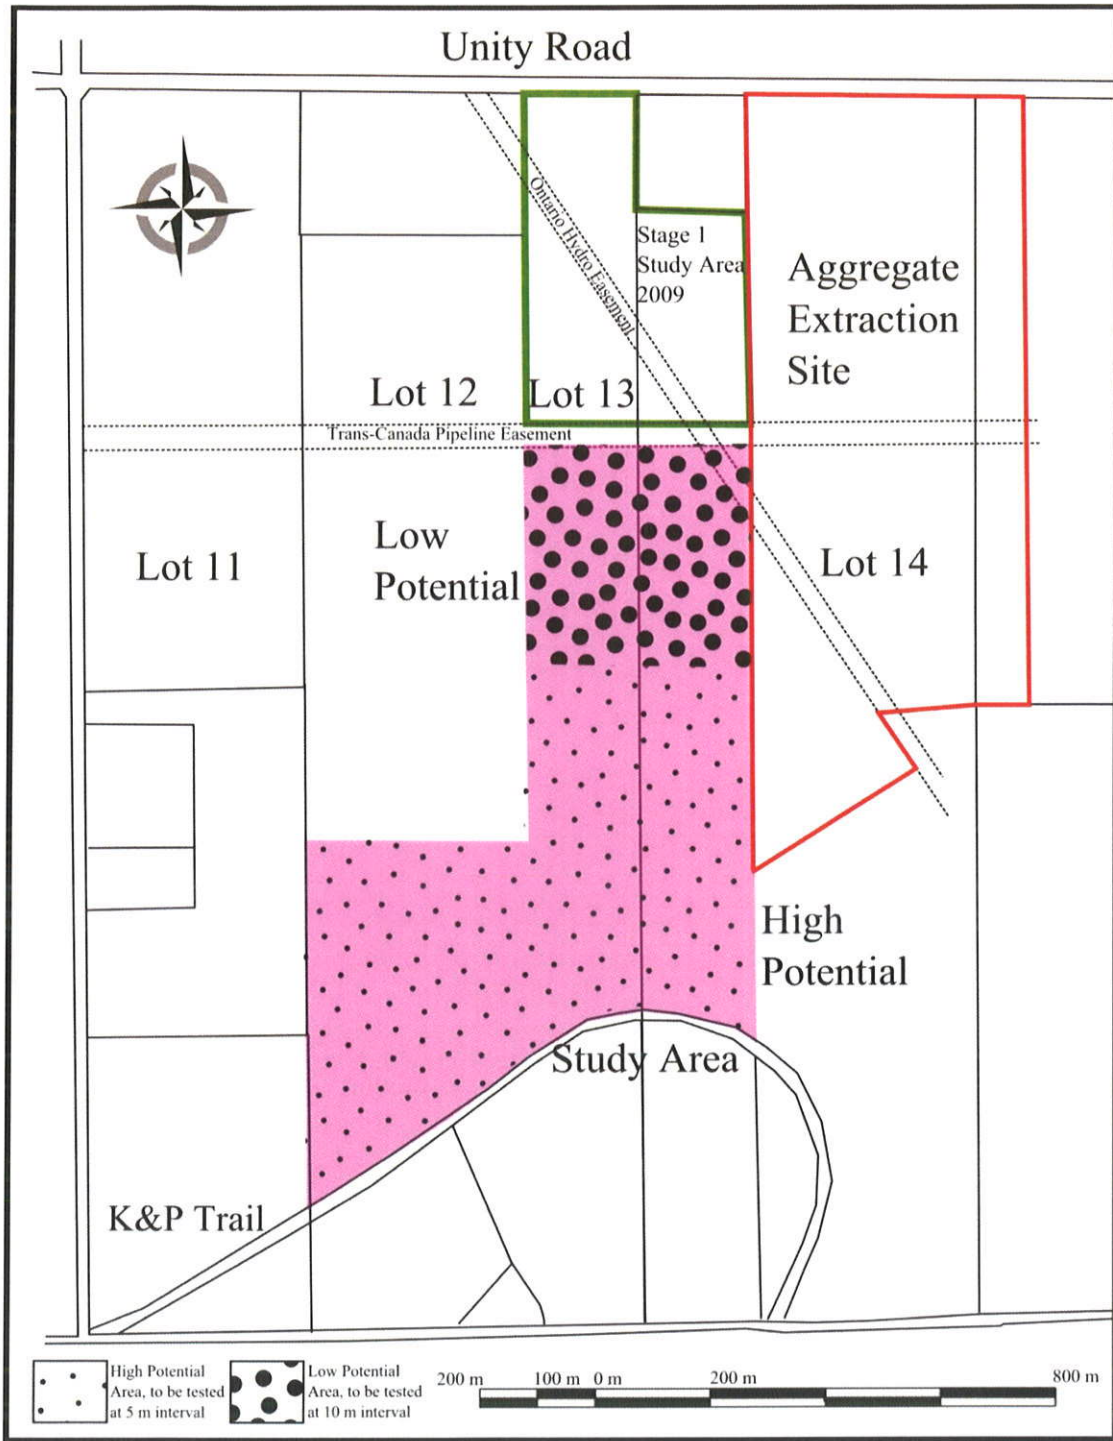 Unity Road
Ontario Hydro Easement
Stage 1
Study Area
2009
Aggregate
Extraction
Site
Lot 12
Lot 13
Trans-Canada Pipeline Easement
Low
Potential
Lot 11
Lot 14
High
Potential
Study Area
K&P Trail
High Potential
Area, to be tested
at 5 m interval
Low Potential
Area, to be tested
at 10 m interval
200 m 100 m 0 m 200 m 800 m